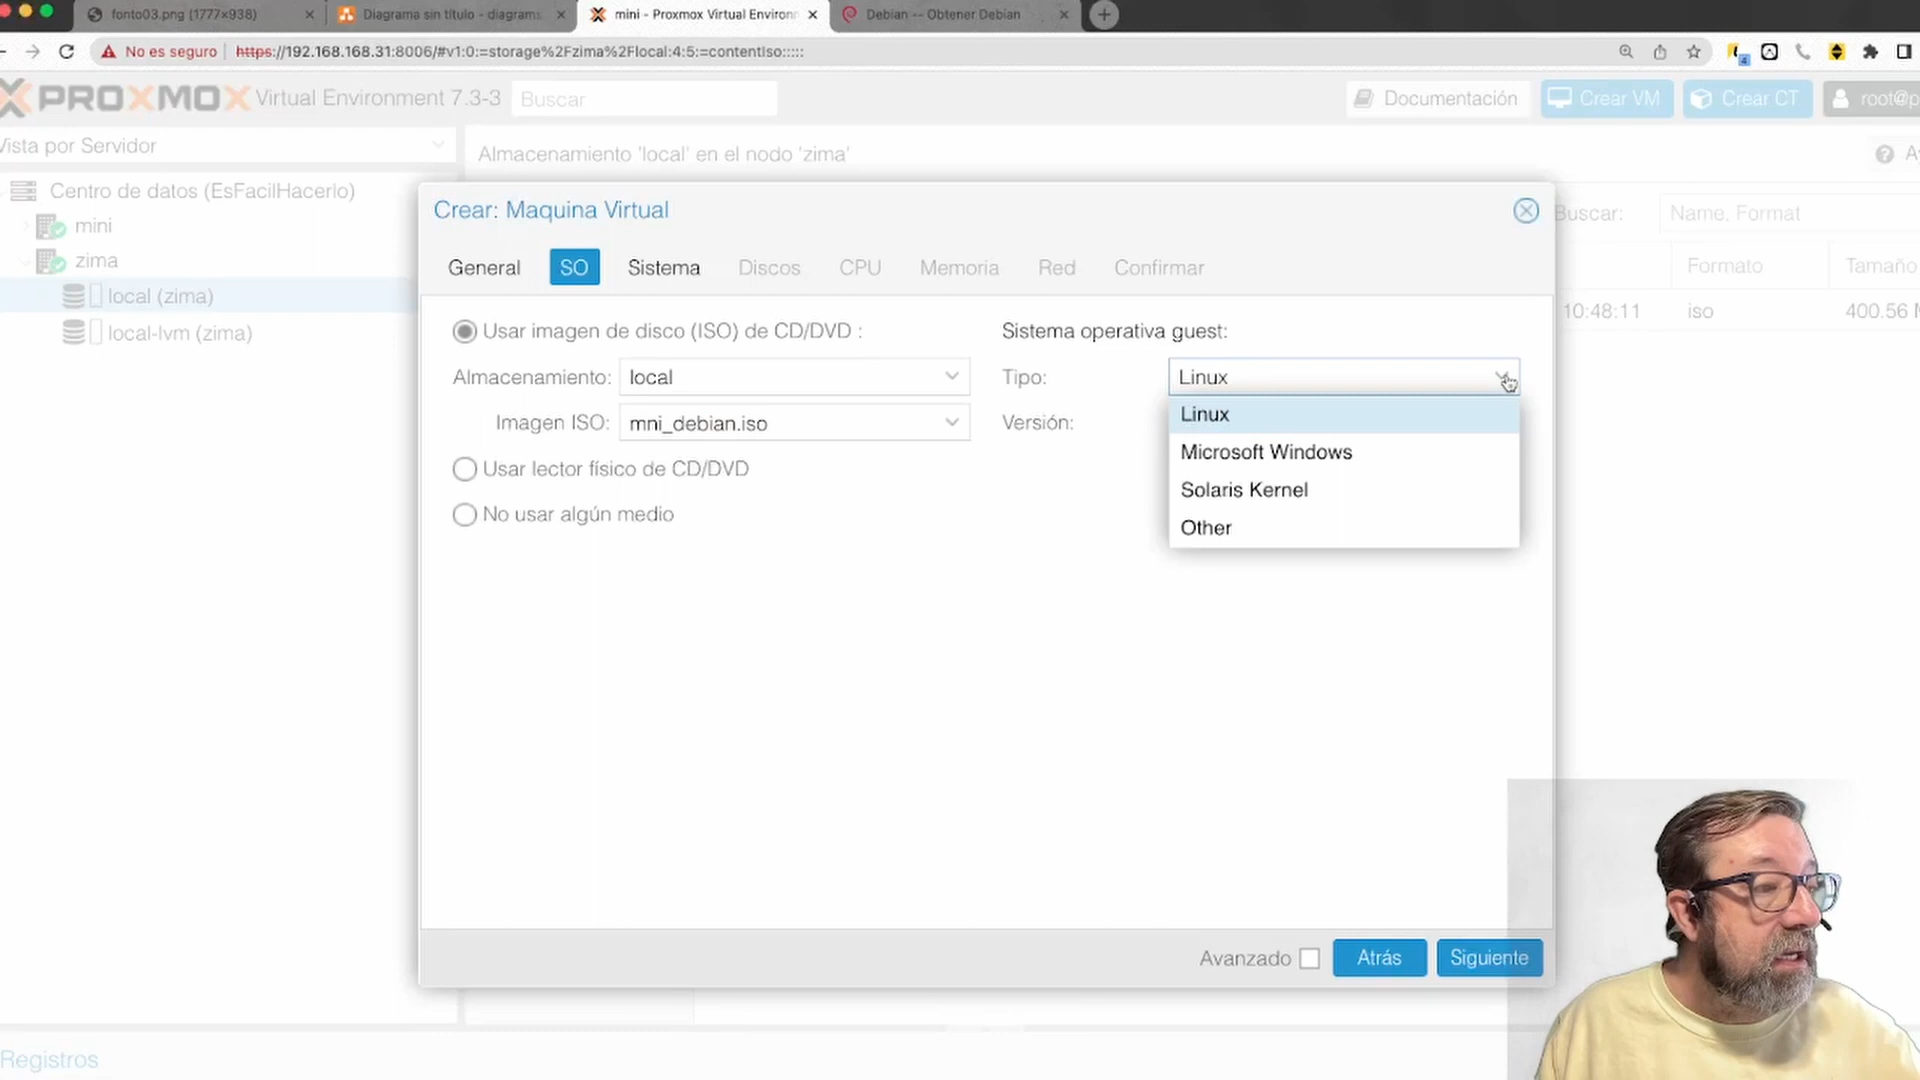 fonto03.png (1777×938)
Diagrama sin título - diagrams
mini - Proxmox Virtual Environ
Debian -- Obtener Debian
No es seguro
https://192.168.168.31:8006/#v1:0:=storage%2Fzima%2Flocal:4:5:=contentIso:::::
4
PROXMOX Virtual Environment 7.3-3
Buscar
Documentación
Crear VM
Crear CT
root@p
Vista por Servidor
Almacenamiento 'local' en el nodo 'zima'
Centro de datos (EsFacilHacerlo)
mini
zima
local (zima)
local-lvm (zima)
Buscar:
Name, Format
Formato
Tamaño
10:48:11
iso
400.56 M
Crear: Maquina Virtual
General
SO
Sistema
Discos
CPU
Memoria
Red
Confirmar
Usar imagen de disco (ISO) de CD/DVD :
Almacenamiento:
local
Imagen ISO:
mni_debian.iso
Usar lector físico de CD/DVD
No usar algún medio
Sistema operativa guest:
Tipo:
Linux
Versión:
Linux
Microsoft Windows
Solaris Kernel
Other
Avanzado
Atrás
Siguiente
Registros